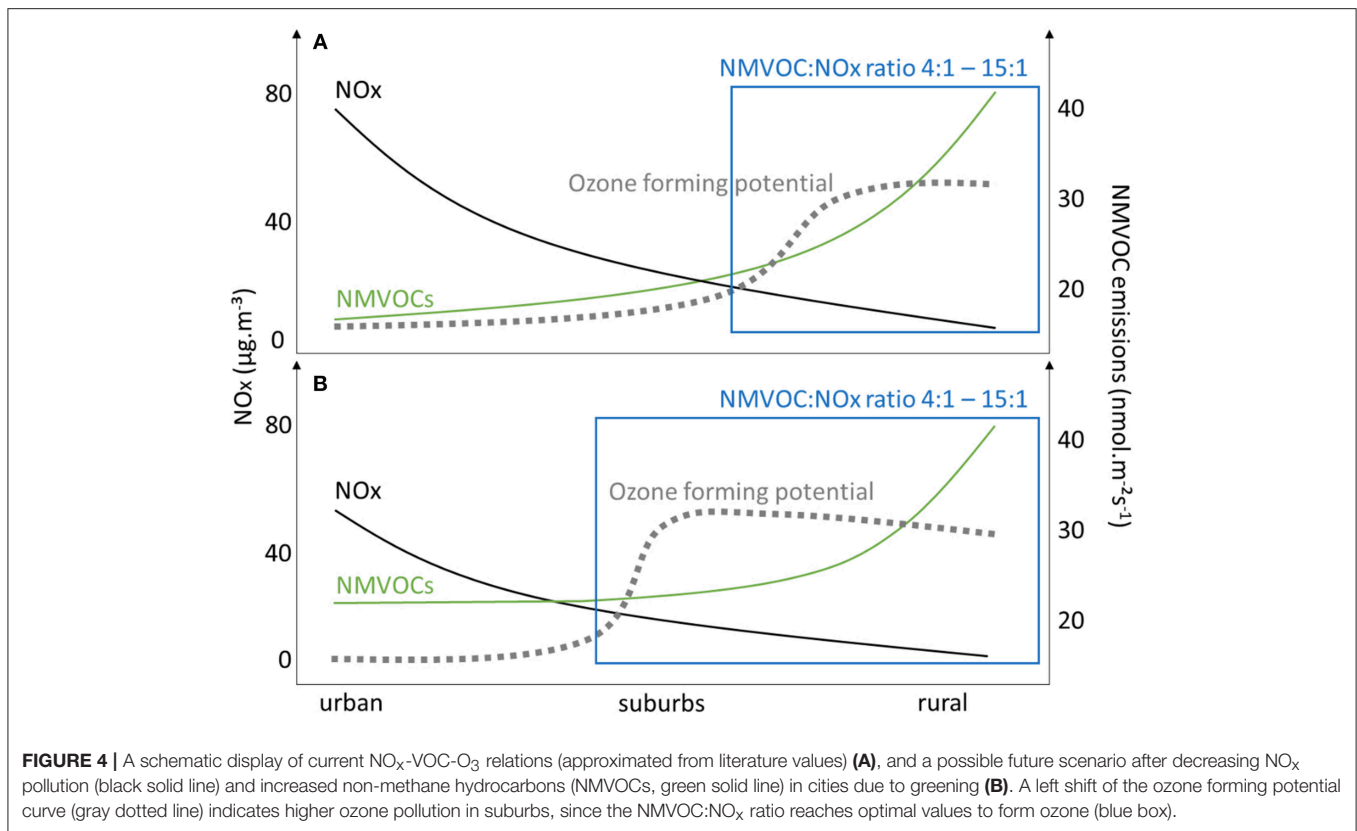 A
NMVOC:NOx ratio 4:1 – 15:1
80
NOx
40
Ozone forming potential
30
40
NMVOCs
20
0
B
NMVOC:NOx ratio 4:1 – 15:1
80
NOx
40
Ozone forming potential
30
40
NMVOCs
20
0
NOx (µg.m-³)
NMVOC emissions (nmol.m-²s-¹)
urban suburbs rural
FIGURE 4 | A schematic display of current NOx-VOC-O3 relations (approximated from literature values) (A), and a possible future scenario after decreasing NOx
pollution (black solid line) and increased non-methane hydrocarbons (NMVOCs, green solid line) in cities due to greening (B). A left shift of the ozone forming potential
curve (gray dotted line) indicates higher ozone pollution in suburbs, since the NMVOC:NOx ratio reaches optimal values to form ozone (blue box).